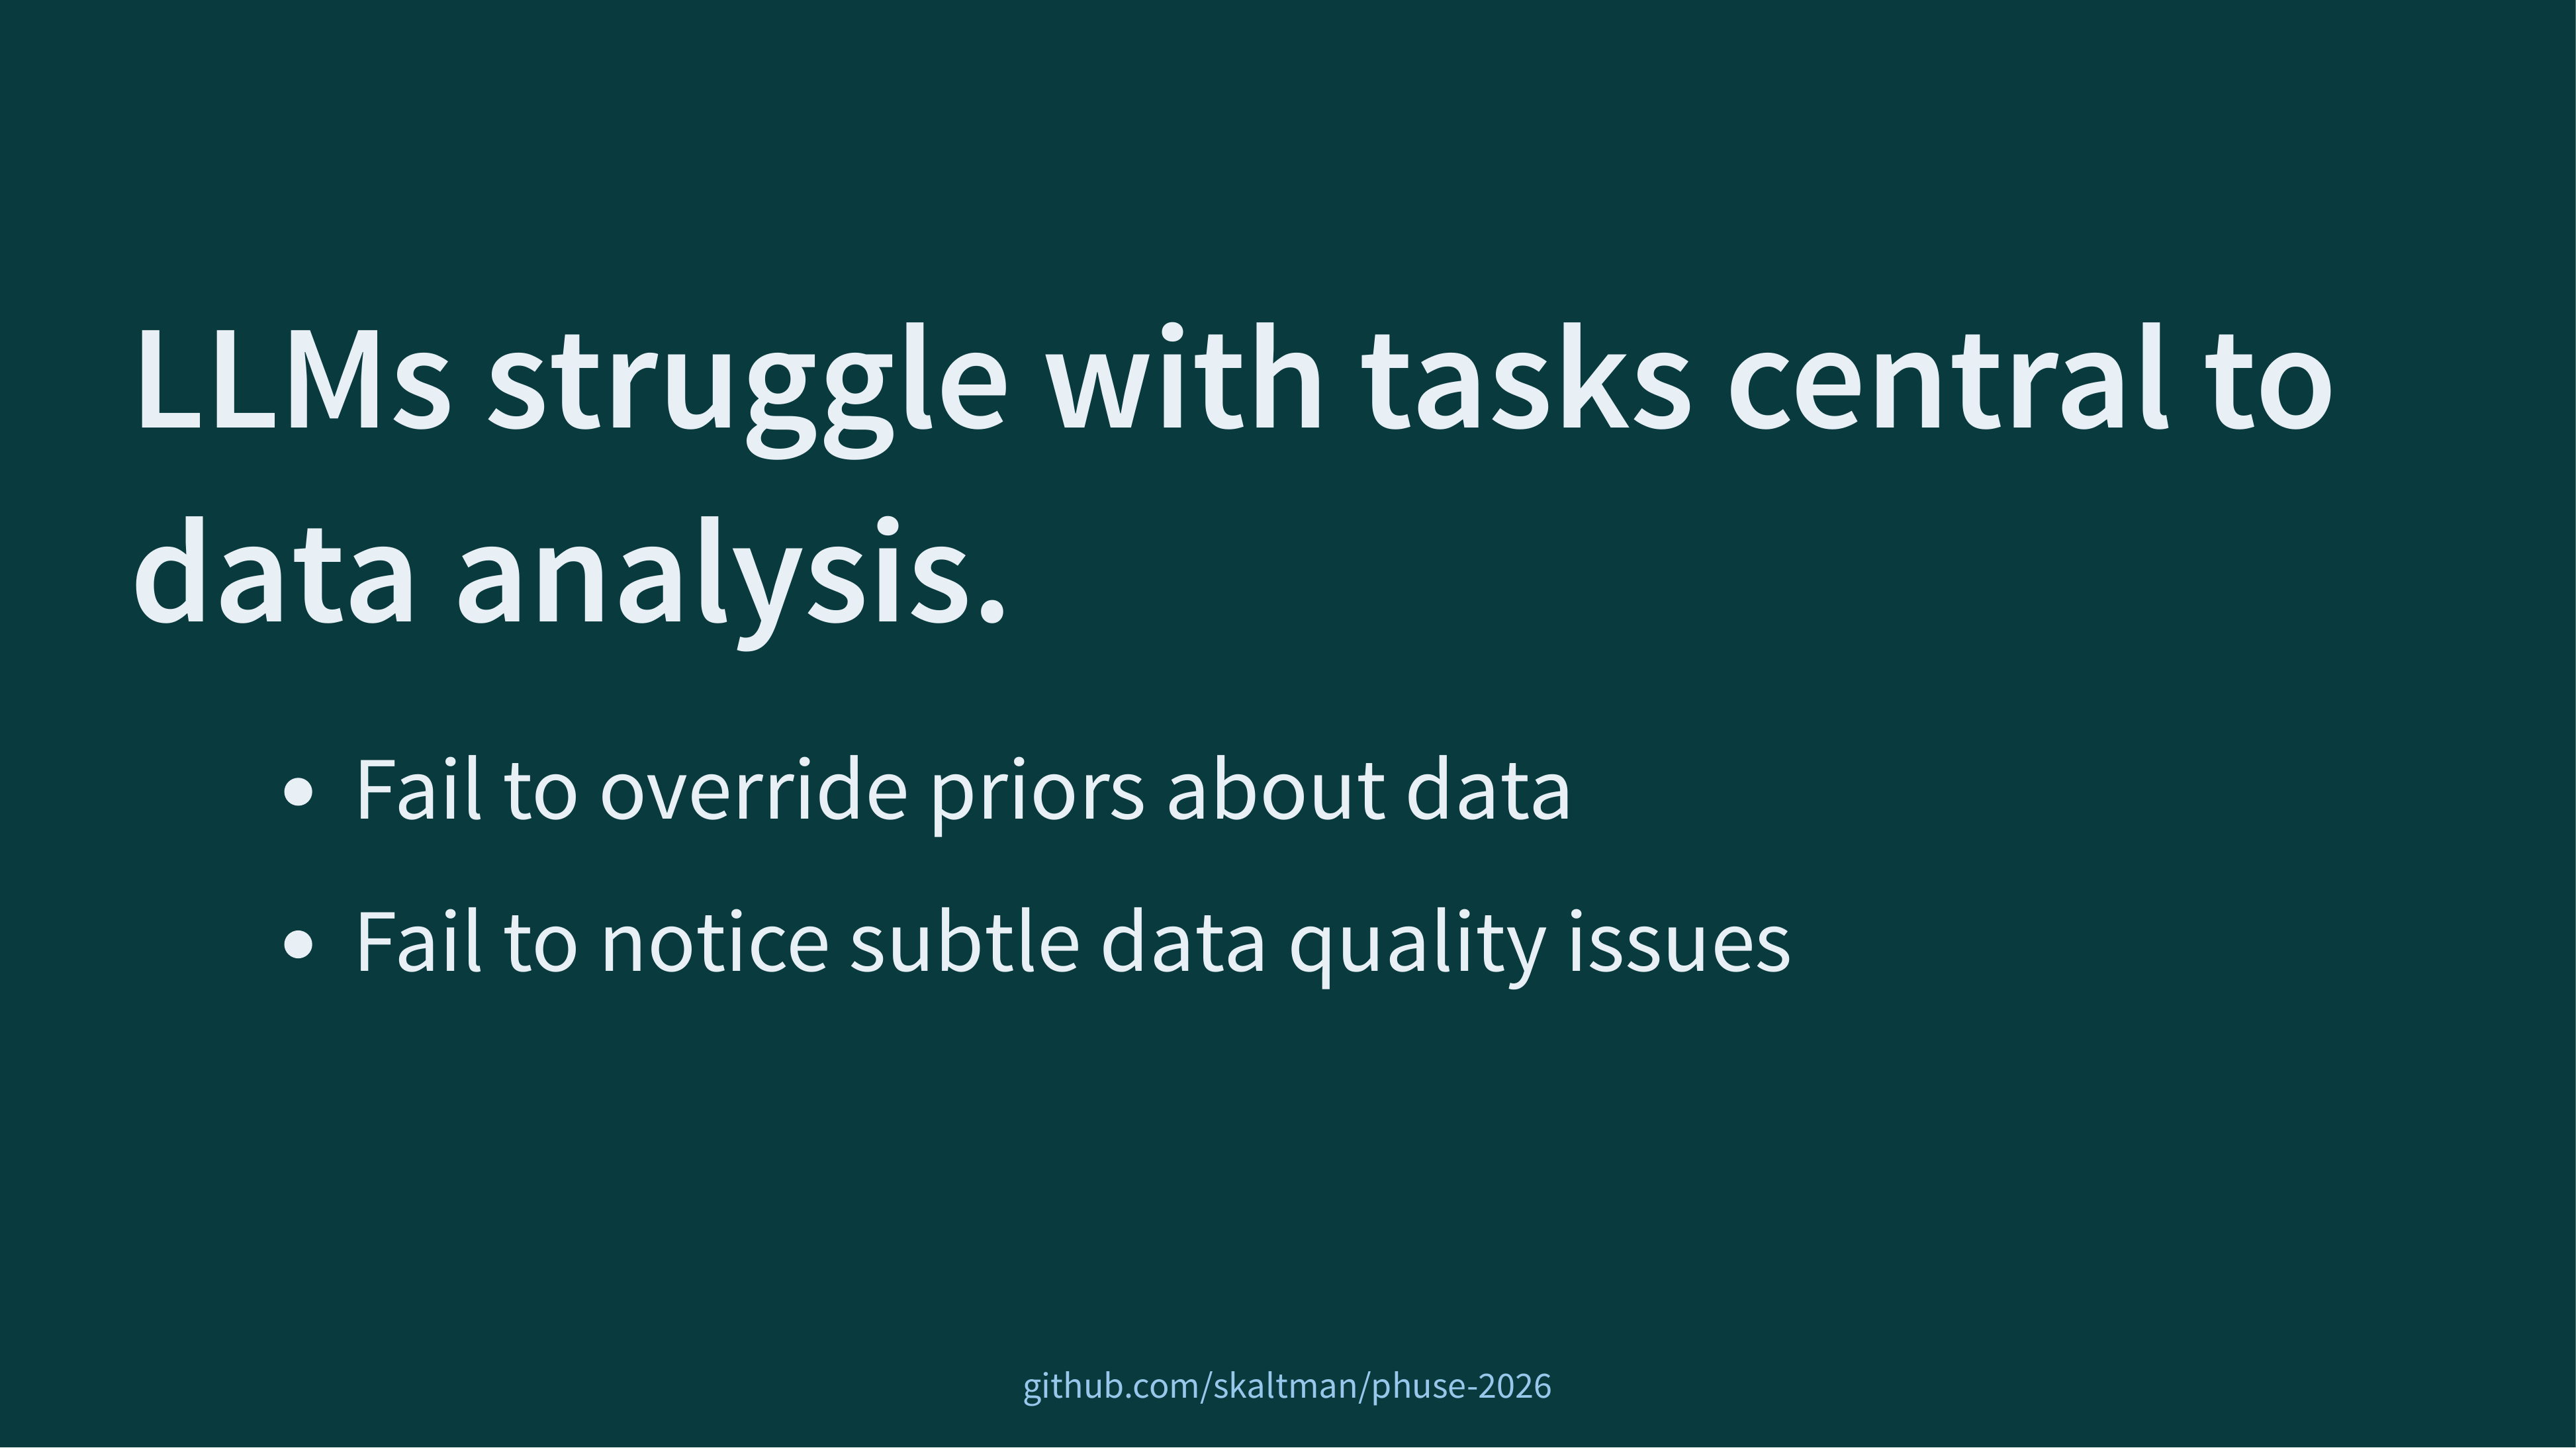 LLMs struggle with tasks central to
data analysis.
• Fail to override priors about data
• Fail to notice subtle data quality issues
github.com/skaltman/phuse-2026